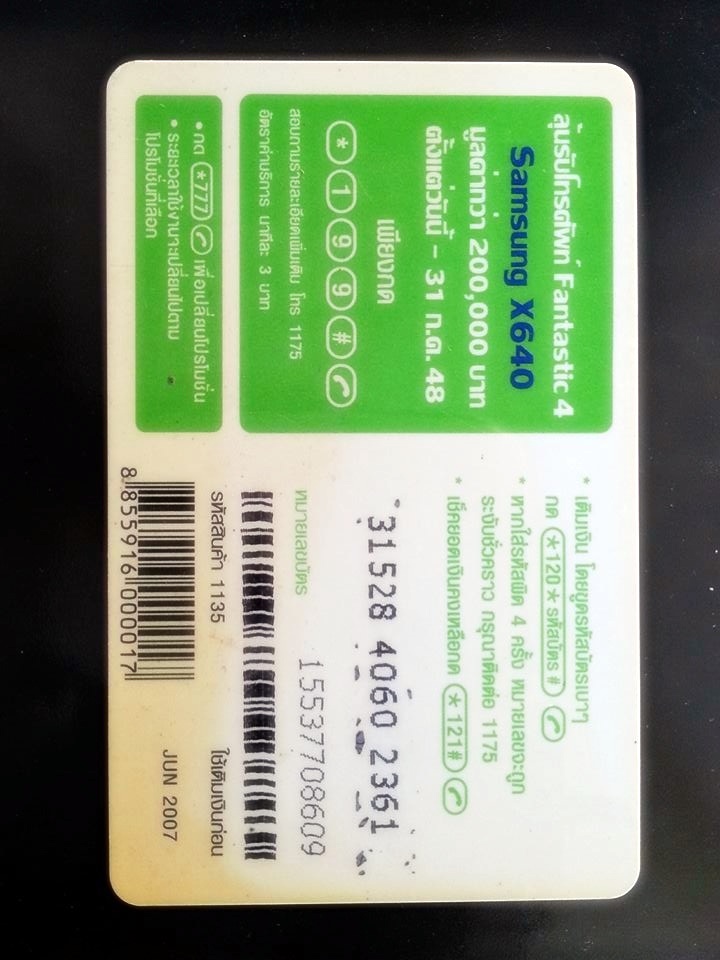 ลุ้นรับโทรศัพท์ Fantastic 4
Samsung X640
มูลค่ากว่า 200,000 บาท
ตั้งแต่วันนี้ - 31 ก.ค. 48
เพียงกด
* 1 9 9 #
สอบถามรายละเอียดเพิ่มเติม โทร 1175
อัตราค่าบริการ นาทีละ 3 บาท
• กด *777 เพื่อเปลี่ยนโปรโมชั่น
• ระยะเวลาใช้งานจะเปลี่ยนไปตาม
โปรโมชั่นที่เลือก
* เติมเงิน โดยขูดรหัสบัตรเบาๆ
กด *120* รหัสบัตร #
* หากใส่รหัสผิด 4 ครั้ง หมายเลขจะถูก
ระงับชั่วคราว กรุณาติดต่อ 1175
* เช็คยอดเงินคงเหลือกด *121#
31528 4060 2361
หมายเลขบัตร 15537708609
รหัสสินค้า 1135
ใช้เติมเงินก่อน
JUN 2007
8 855916 000017